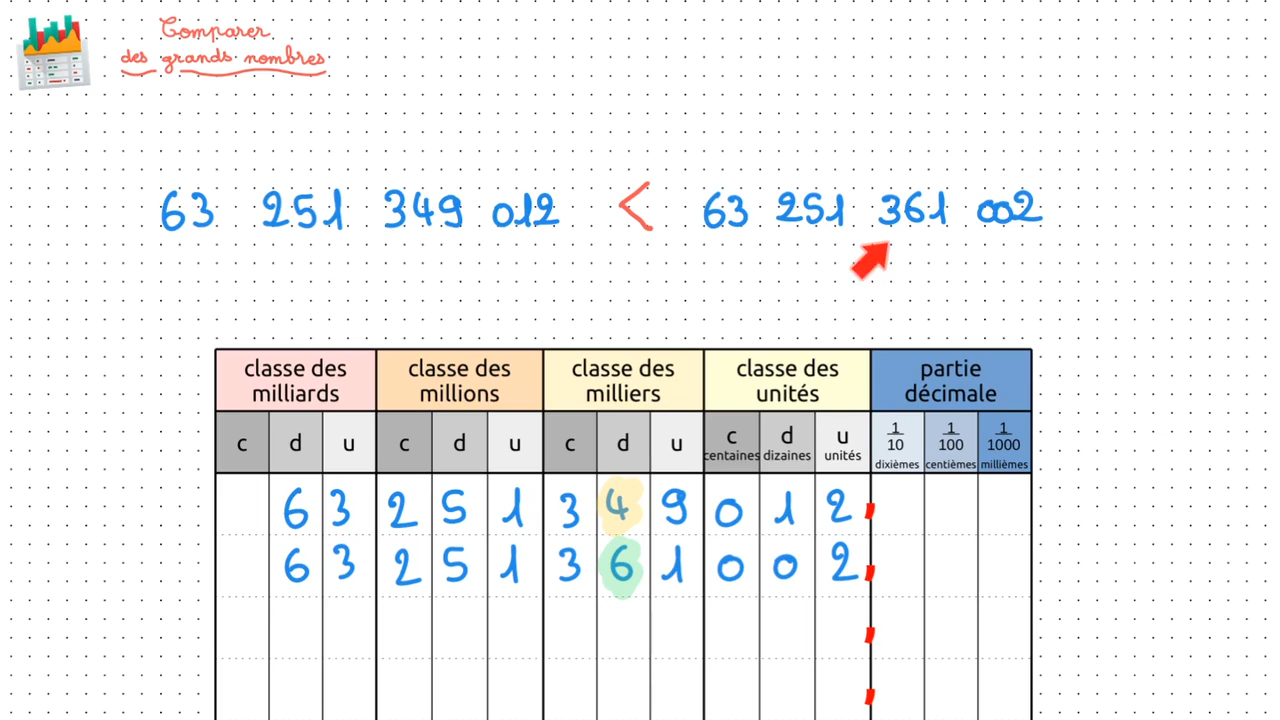 Comparer
des grands nombres
63 251 349 012 < 63 251 361 002
classe des milliards classe des millions classe des milliers classe des unités partie décimale
c d u c d u c d u c centaines d dizaines u unités 1/10 dixièmes 1/100 centièmes 1/1000 millièmes
6 3 2 5 1 3 4 9 0 1 2 ,
6 3 2 5 1 3 6 1 0 0 2 ,
,
,